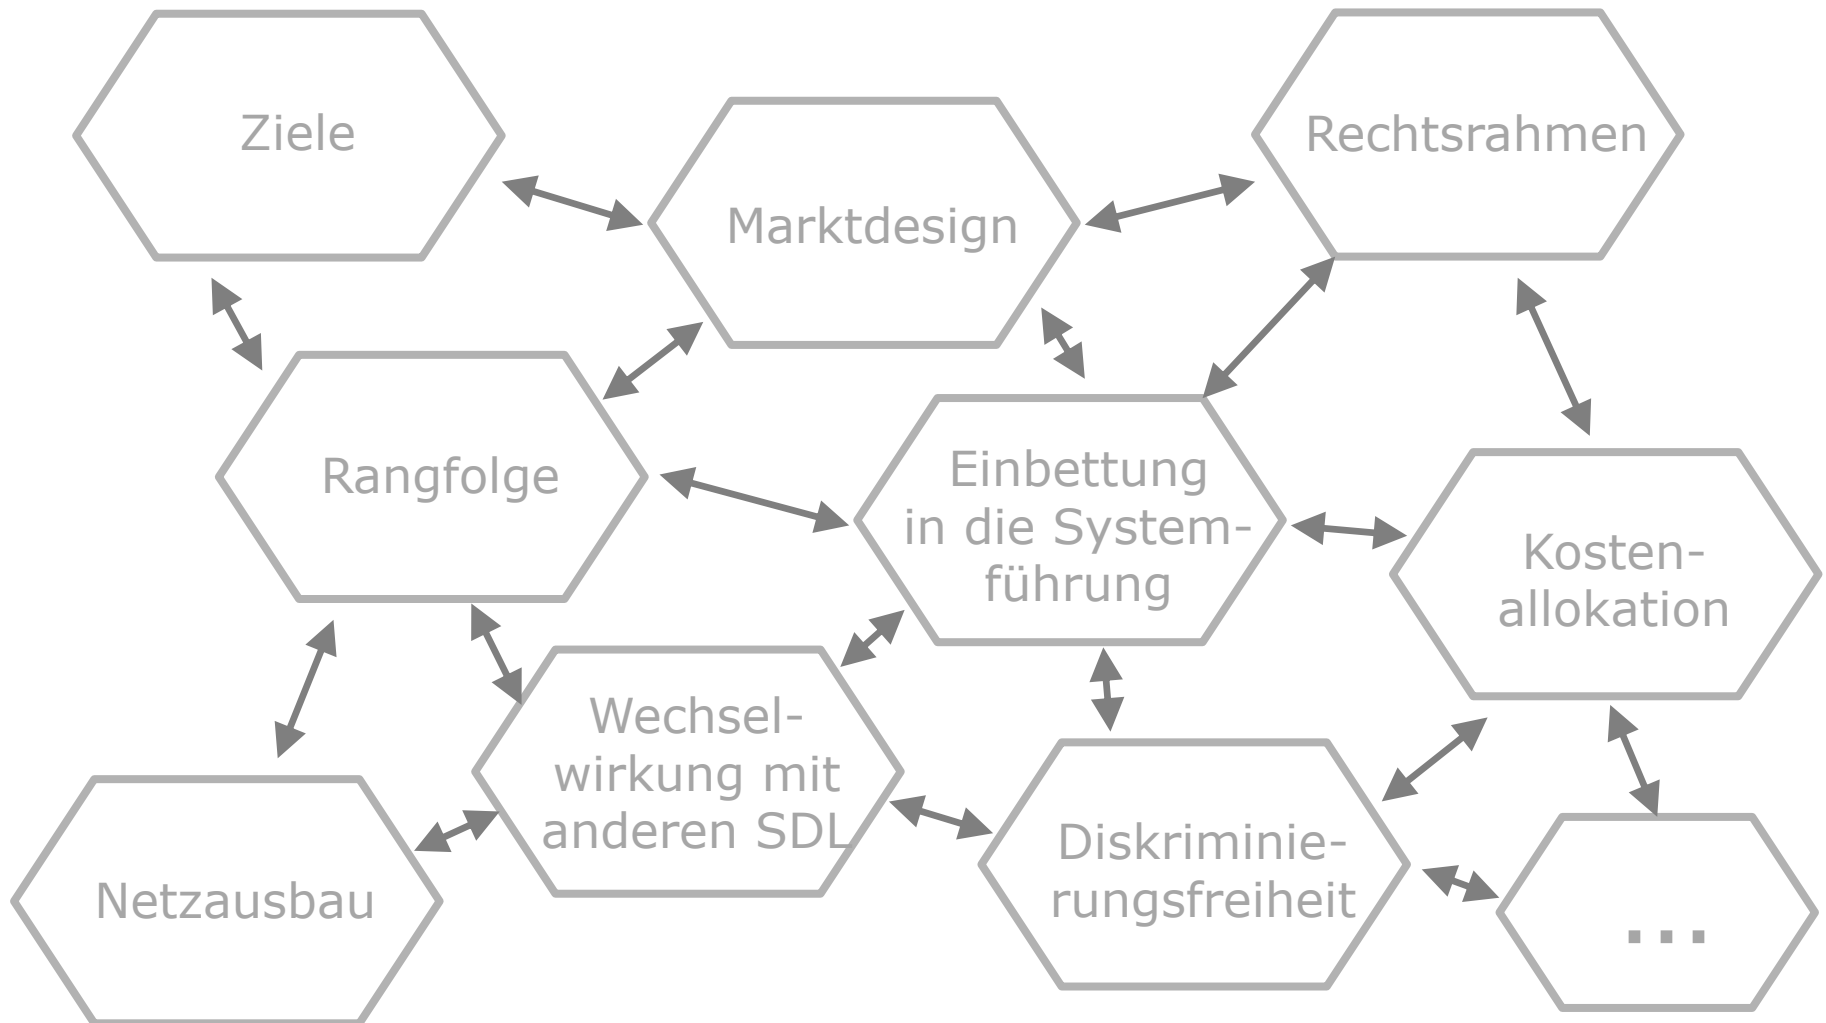 Ziele
Rechtsrahmen
Marktdesign
Rangfolge
Einbettung
in die System-
führung
Kosten-
allokation
Wechsel-
wirkung mit
anderen SDL
Diskriminie-
rungsfreiheit
Netzausbau
...